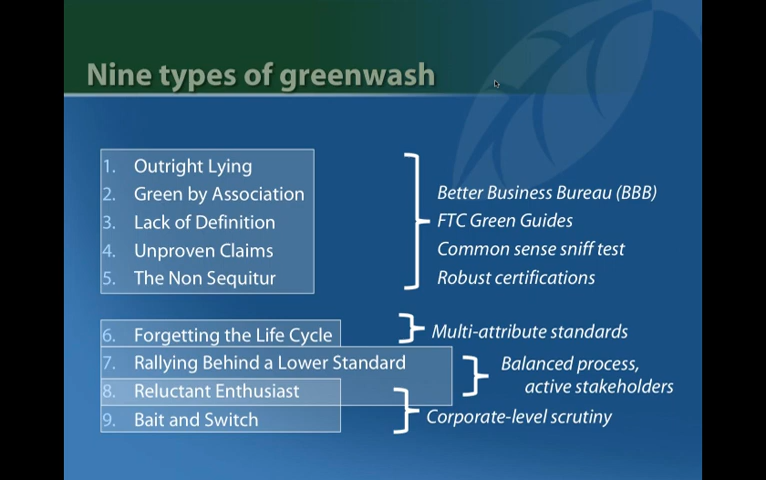 Nine types of greenwash
1. Outright Lying
2. Green by Association
3. Lack of Definition
4. Unproven Claims
5. The Non Sequitur
Better Business Bureau (BBB)
FTC Green Guides
Common sense sniff test
Robust certifications
6. Forgetting the Life Cycle
Multi-attribute standards
7. Rallying Behind a Lower Standard
8. Reluctant Enthusiast
Balanced process,
active stakeholders
9. Bait and Switch
Corporate-level scrutiny